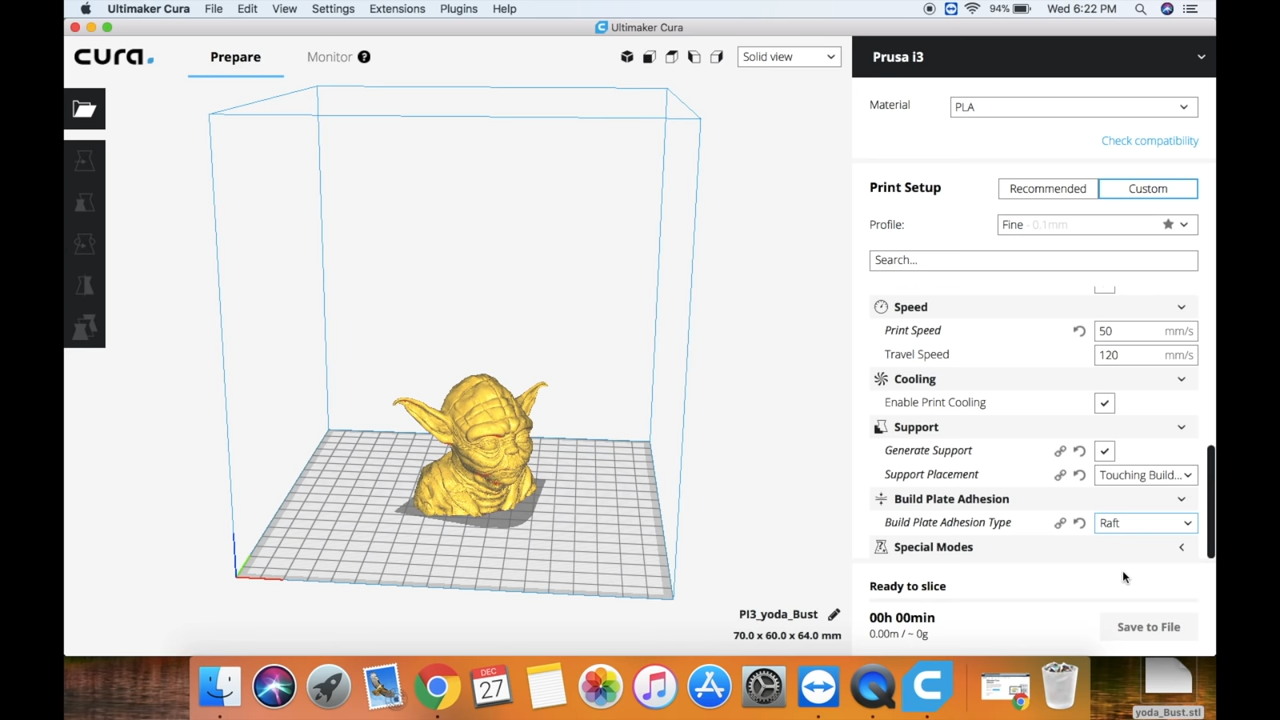 Ultimaker Cura File Edit View Settings Extensions Plugins Help 94% Wed 6:22 PM
Ultimaker Cura
cura. Prepare Monitor ? Solid view Prusa i3
Material PLA
Check compatibility
Print Setup Recommended Custom
Profile: Fine - 0.1mm
Search...
Speed
Print Speed 50 mm/s
Travel Speed 120 mm/s
Cooling
Enable Print Cooling
Support
Generate Support
Support Placement Touching Build...
Build Plate Adhesion
Build Plate Adhesion Type Raft
Special Modes
Ready to slice
PI3_yoda_Bust 00h 00min
70.0 x 60.0 x 64.0 mm 0.00m / ~ 0g Save to File
DEC
27
yoda_Bust.stl